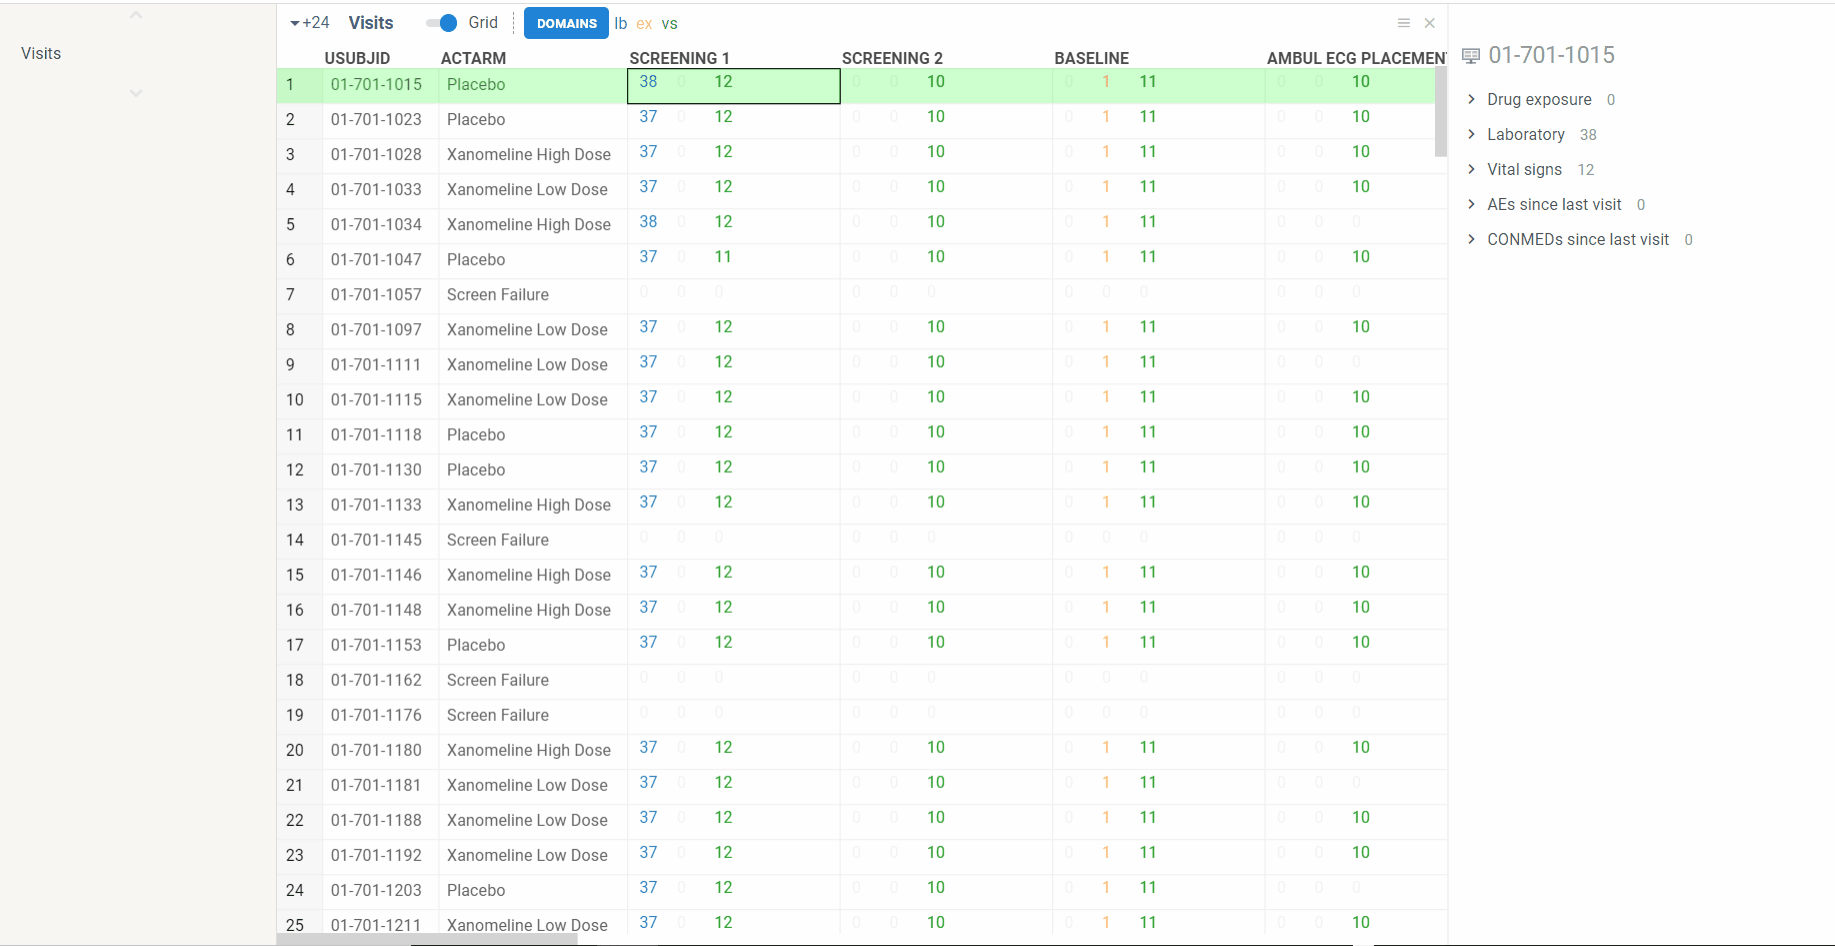 Visits
+24 Visits Grid DOMAINS lb ex vs
USUBJID ACTARM SCREENING 1 SCREENING 2 BASELINE AMBUL ECG PLACEMEN
1 01-701-1015 Placebo 38 0 12 0 0 10 0 1 11 0 0 10
2 01-701-1023 Placebo 37 0 12 0 0 10 0 1 11 0 0 10
3 01-701-1028 Xanomeline High Dose 37 0 12 0 0 10 0 1 11 0 0 10
4 01-701-1033 Xanomeline Low Dose 37 0 12 0 0 10 0 1 11 0 0 10
5 01-701-1034 Xanomeline High Dose 38 0 12 0 0 10 0 1 11 0 0 0
6 01-701-1047 Placebo 37 0 11 0 0 10 0 1 11 0 0 10
7 01-701-1057 Screen Failure 0 0 0 0 0 0 0 0 0 0 0 0
8 01-701-1097 Xanomeline Low Dose 37 0 12 0 0 10 0 1 11 0 0 10
9 01-701-1111 Xanomeline Low Dose 37 0 12 0 0 10 0 1 11 0 0 0
10 01-701-1115 Xanomeline Low Dose 37 0 12 0 0 10 0 1 11 0 0 10
11 01-701-1118 Placebo 37 0 12 0 0 10 0 1 11 0 0 10
12 01-701-1130 Placebo 37 0 12 0 0 10 0 1 11 0 0 10
13 01-701-1133 Xanomeline High Dose 37 0 12 0 0 10 0 1 11 0 0 10
14 01-701-1145 Screen Failure 0 0 0 0 0 0 0 0 0 0 0 0
15 01-701-1146 Xanomeline High Dose 37 0 12 0 0 10 0 1 11 0 0 10
16 01-701-1148 Xanomeline High Dose 37 0 12 0 0 10 0 1 11 0 0 10
17 01-701-1153 Placebo 37 0 12 0 0 10 0 1 11 0 0 10
18 01-701-1162 Screen Failure 0 0 0 0 0 0 0 0 0 0 0 0
19 01-701-1176 Screen Failure 0 0 0 0 0 0 0 0 0 0 0 0
20 01-701-1180 Xanomeline High Dose 37 0 12 0 0 10 0 1 11 0 0 10
21 01-701-1181 Xanomeline Low Dose 37 0 12 0 0 10 0 1 11 0 0 0
22 01-701-1188 Xanomeline Low Dose 37 0 12 0 0 10 0 1 11 0 0 10
23 01-701-1192 Xanomeline Low Dose 37 0 12 0 0 10 0 1 11 0 0 10
24 01-701-1203 Placebo 37 0 12 0 0 10 0 1 11 0 0 0
25 01-701-1211 Xanomeline Low Dose 37 0 12 0 0 10 0 1 11 0 0 10
01-701-1015
Drug exposure 0
Laboratory 38
Vital signs 12
AEs since last visit 0
CONMEDs since last visit 0